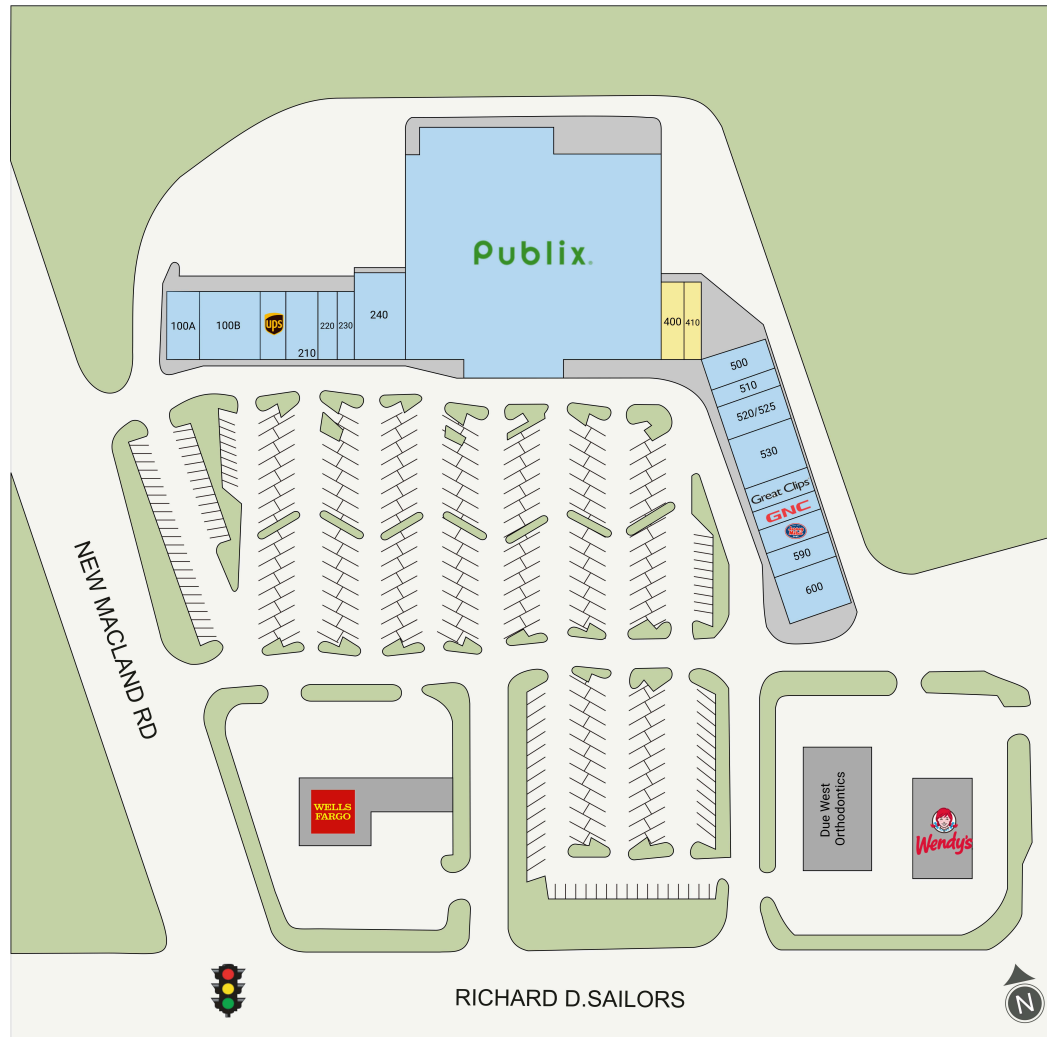 Publix.
100A
100B
ups
210
220
230
240
400
410
500
510
520/525
530
Great Clips
GNC
590
600
NEW MACLAND RD
WELLS
FARGO
Due West
Orthodontics
Wendy's
RICHARD D.SAILORS
N